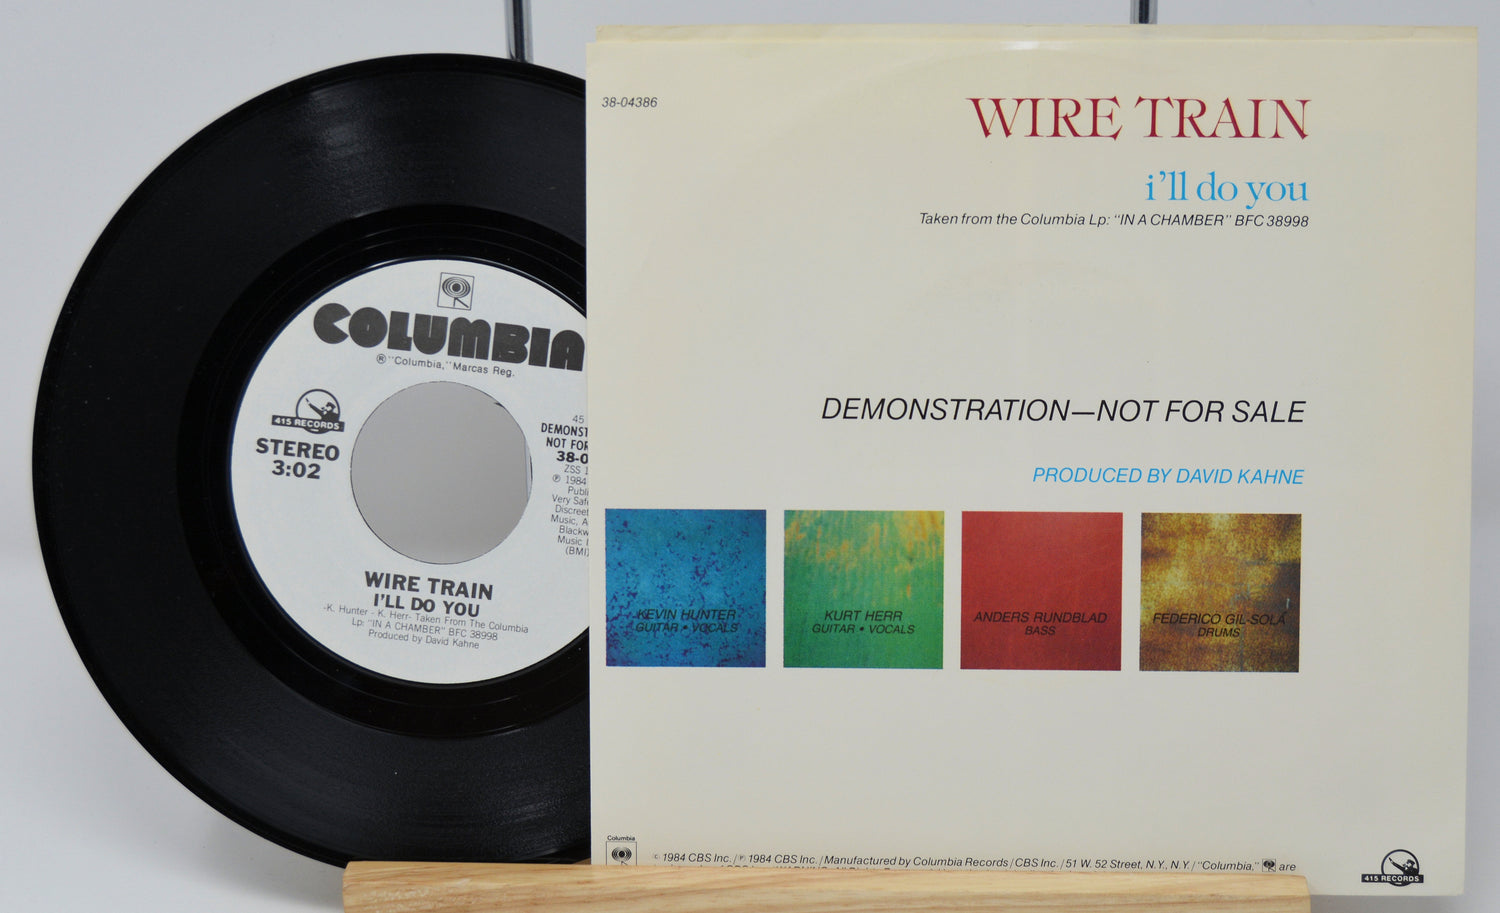 COLUMBIA
® "Columbia," Marcas Reg.
415 RECORDS
STEREO
3:02
45
NOT FOR
38-0
ZSS 1
℗ 1984
Very
Music, A
Music
(BMI)
WIRE TRAIN
I'LL DO YOU
-K. Hunter - K. Herr- Taken From The Columbia
Lp: "IN A CHAMBER" BFC 38998
Produced by David Kahne
38-04386
WIRE TRAIN
i'll do you
Taken from the Columbia Lp: "IN A CHAMBER" BFC 38998
DEMONSTRATION—NOT FOR SALE
PRODUCED BY DAVID KAHNE
KEVIN HUNTER
GUITAR • VOCALS
KURT HERR
GUITAR • VOCALS
ANDERS RUNDBLAD
BASS
FEDERICO GIL-SOLA
DRUMS
Columbia
© 1984 CBS Inc./℗ 1984 CBS Inc./Manufactured by Columbia Records/CBS Inc./51 W. 52 Street, N.Y., N.Y./"Columbia," are
415 RECORDS